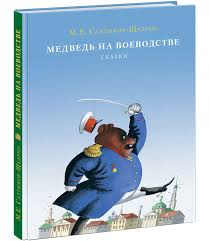 М.Е. Салтыков-Щедрин
МЕДВЕДЬ НА ВОЕВОДСТВЕ
СКАЗКИ
М.Е. САЛТЫКОВ-ЩЕДРИН МЕДВЕДЬ НА ВОЕВОДСТВЕ